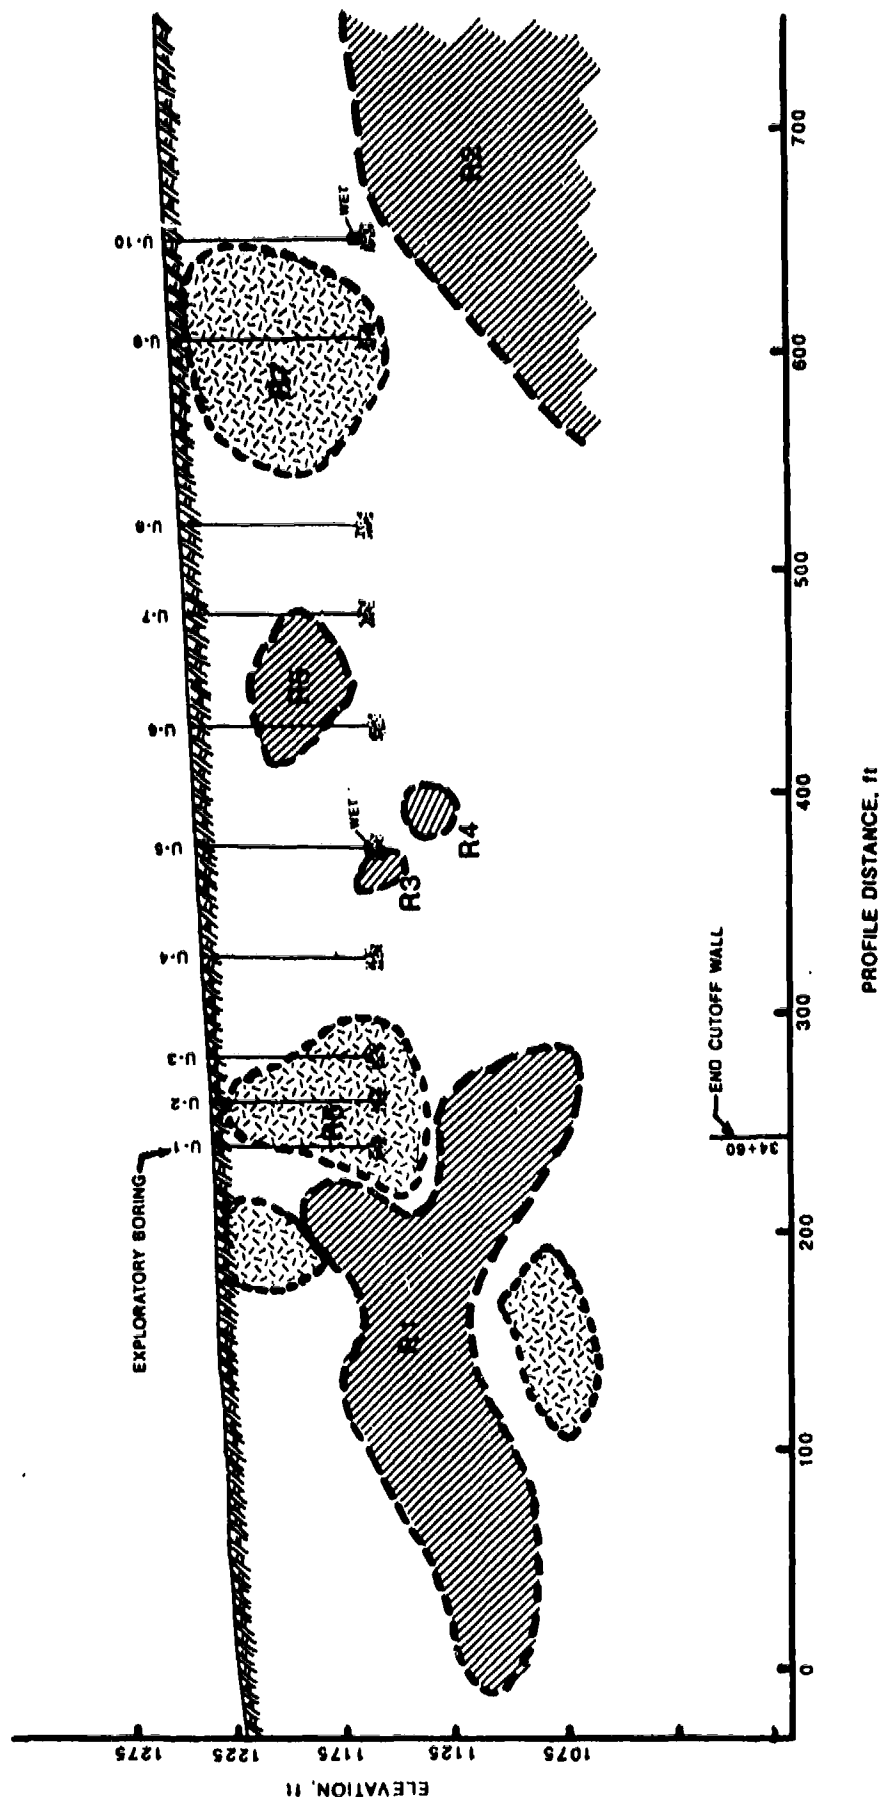 EXPLORATORY BORING
U-1
U-2
U-3
U-4
U-5
U-6
U-7
U-8
U-9
U-10
ELEVATION, ft
1275
1225
1175
1125
1075
WET
WET
R1
R3
R4
R5
R7
R2
END CUTOFF WALL
34+60
0
100
200
300
400
500
600
700
PROFILE DISTANCE, ft